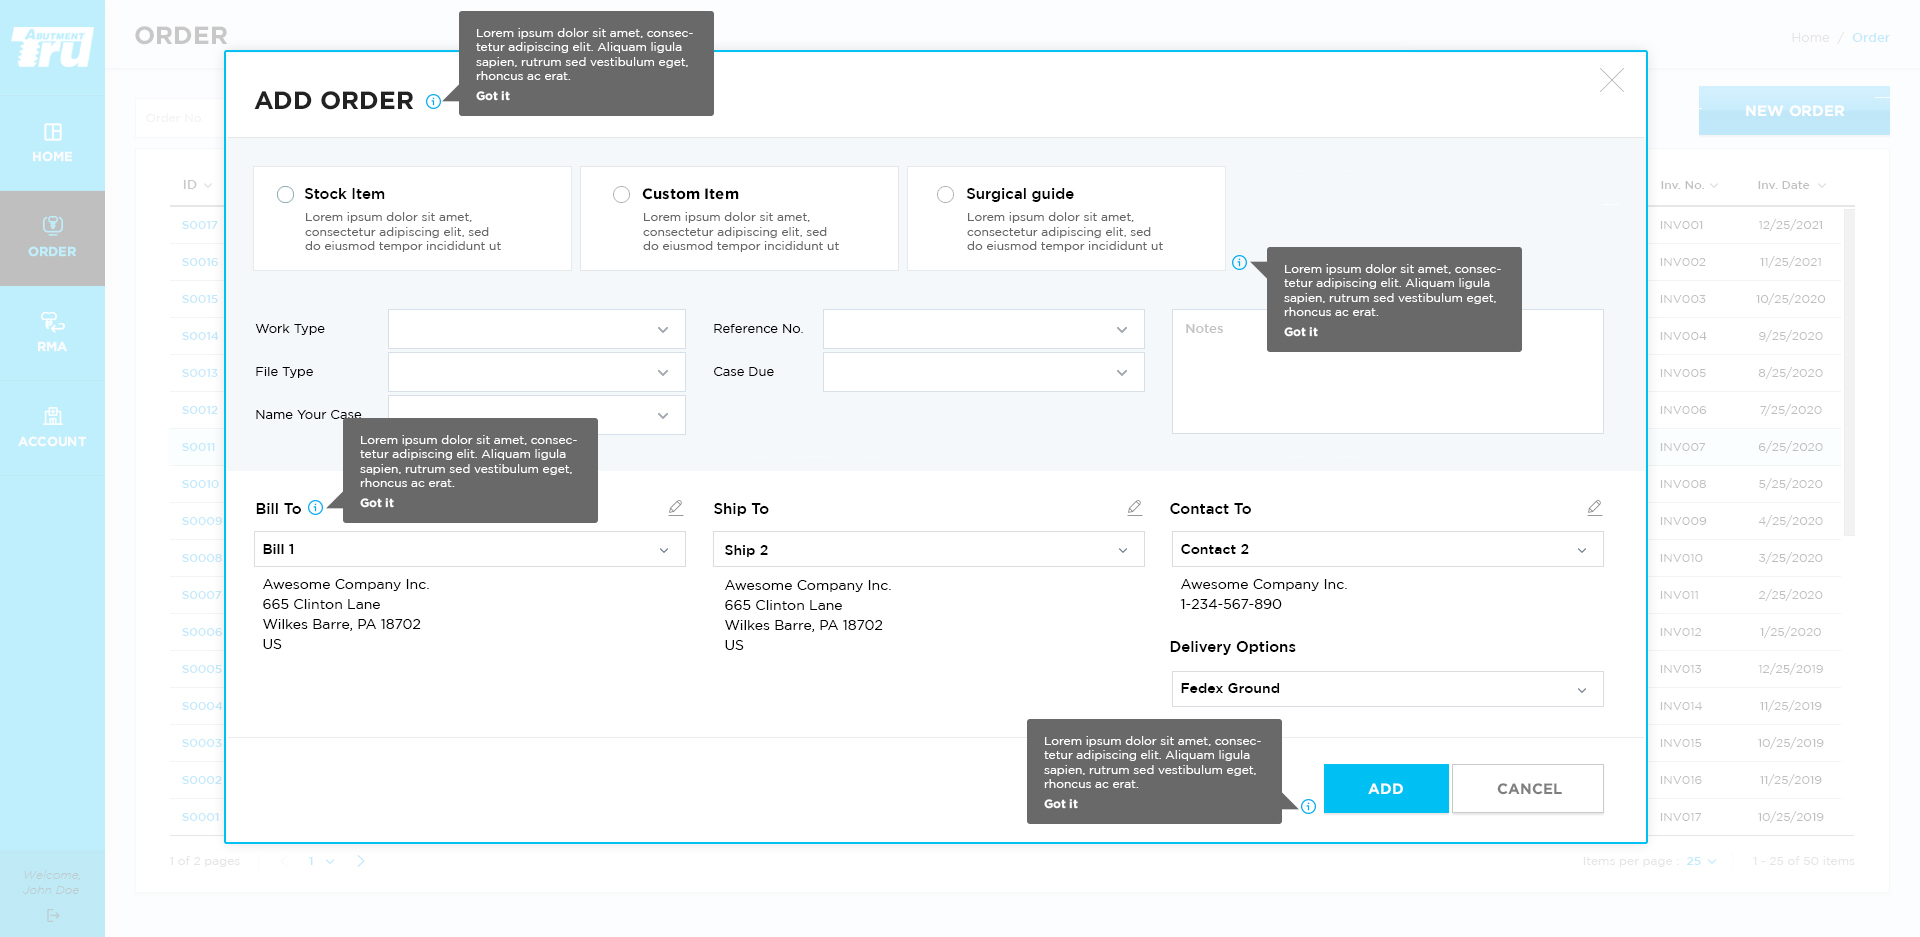 ABUTMENT
Tru
HOME
ORDER
RMA
ACCOUNT
Welcome,
John Doe
ORDER
Home / Order
Order No.
NEW ORDER
ID
Inv. No.
Inv. Date
S0017
INV001
12/25/2021
S0016
INV002
11/25/2021
S0015
INV003
10/25/2020
S0014
INV004
9/25/2020
S0013
INV005
8/25/2020
S0012
INV006
7/25/2020
S0011
INV007
6/25/2020
S0010
INV008
5/25/2020
S0009
INV009
4/25/2020
S0008
INV010
3/25/2020
S0007
INV011
2/25/2020
S0006
INV012
1/25/2020
S0005
INV013
12/25/2019
S0004
INV014
11/25/2019
S0003
INV015
10/25/2019
S0002
INV016
11/25/2019
S0001
INV017
10/25/2019
1 of 2 pages
1
Items per page : 25
1 - 25 of 50 items
ADD ORDER
Lorem ipsum dolor sit amet, consec-
tetur adipiscing elit. Aliquam ligula
sapien, rutrum sed vestibulum eget,
rhoncus ac erat.
Got it
Stock Item
Lorem ipsum dolor sit amet,
consectetur adipiscing elit, sed
do eiusmod tempor incididunt ut
Custom Item
Lorem ipsum dolor sit amet,
consectetur adipiscing elit, sed
do eiusmod tempor incididunt ut
Surgical guide
Lorem ipsum dolor sit amet,
consectetur adipiscing elit, sed
do eiusmod tempor incididunt ut
Lorem ipsum dolor sit amet, consec-
tetur adipiscing elit. Aliquam ligula
sapien, rutrum sed vestibulum eget,
rhoncus ac erat.
Got it
Work Type
File Type
Name Your Case
Reference No.
Case Due
Notes
Lorem ipsum dolor sit amet, consec-
tetur adipiscing elit. Aliquam ligula
sapien, rutrum sed vestibulum eget,
rhoncus ac erat.
Got it
Bill To
Bill 1
Awesome Company Inc.
665 Clinton Lane
Wilkes Barre, PA 18702
US
Ship To
Ship 2
Awesome Company Inc.
665 Clinton Lane
Wilkes Barre, PA 18702
US
Contact To
Contact 2
Awesome Company Inc.
1-234-567-890
Delivery Options
Fedex Ground
Lorem ipsum dolor sit amet, consec-
tetur adipiscing elit. Aliquam ligula
sapien, rutrum sed vestibulum eget,
rhoncus ac erat.
Got it
ADD
CANCEL